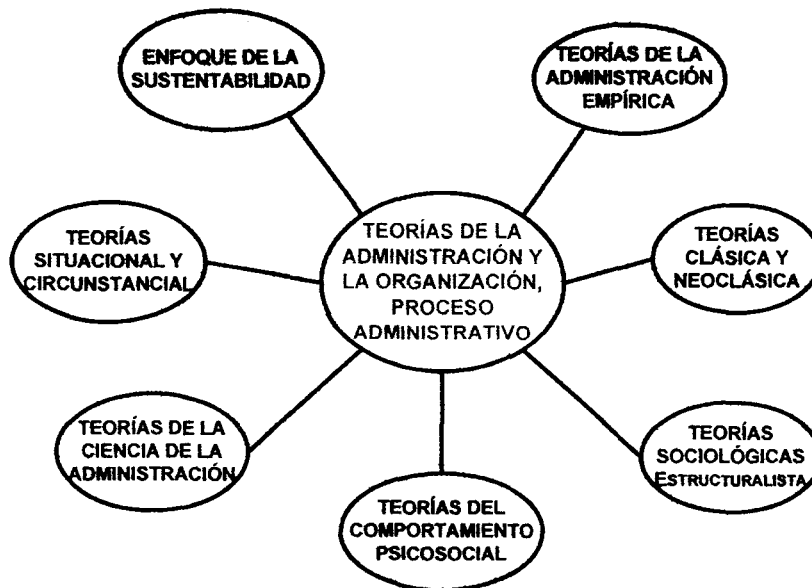 ENFOQUE DE LA
SUSTENTABILIDAD
TEORÍAS DE LA
ADMINISTRACIÓN
EMPÍRICA
TEORÍAS
SITUACIONAL Y
CIRCUNSTANCIAL
TEORÍAS DE LA
ADMINISTRACIÓN Y
LA ORGANIZACIÓN,
PROCESO
ADMINISTRATIVO
TEORÍAS
CLÁSICA Y
NEOCLÁSICA
TEORÍAS DE LA
CIENCIA DE LA
ADMINISTRACIÓN
TEORÍAS DEL
COMPORTAMIENTO
PSICOSOCIAL
TEORÍAS
SOCIOLÓGICAS
ESTRUCTURALISTA